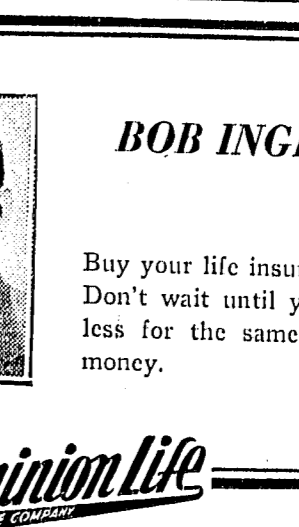 BOB ING
Buy your life insu
Don't wait until y
less for the same
money.
inion Life
E COMPANY